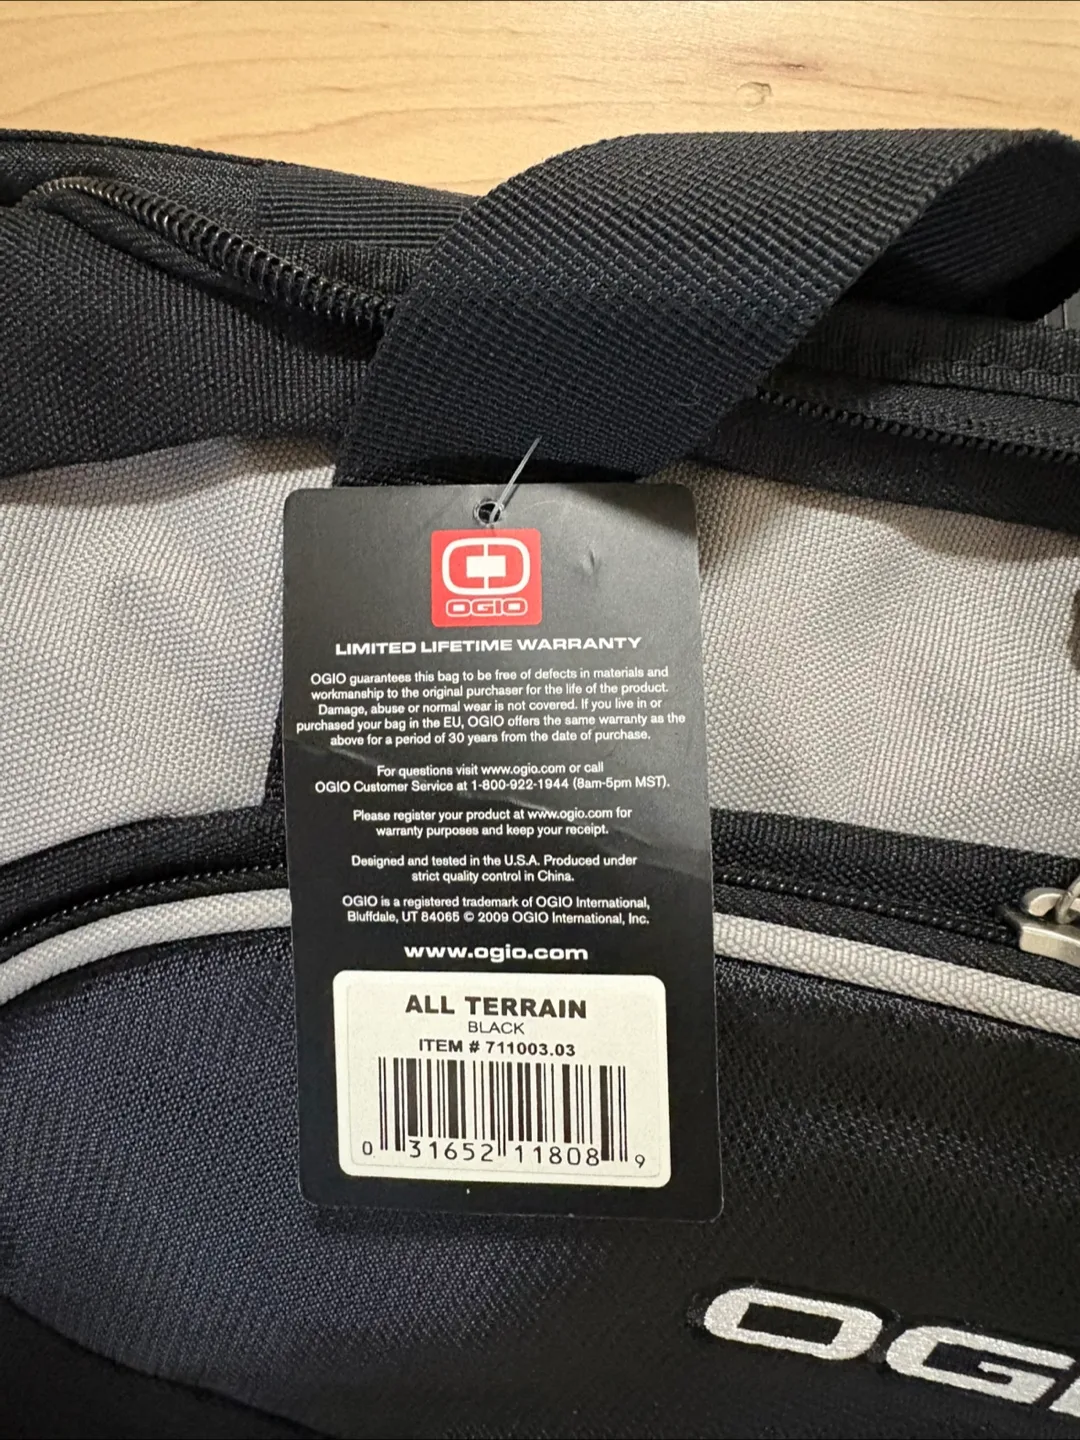 OGIO
LIMITED LIFETIME WARRANTY
OGIO guarantees this bag to be free of defects in materials and
workmanship to the original purchaser for the life of the product.
Damage, abuse or normal wear is not covered. If you live in or
purchased your bag in the EU, OGIO offers the same warranty as the
above for a period of 30 years from the date of purchase.
For questions visit www.ogio.com or call
OGIO Customer Service at 1-800-922-1944 (8am-5pm MST).
Please register your product at www.ogio.com for
warranty purposes and keep your receipt.
Designed and tested in the U.S.A. Produced under
strict quality control in China.
OGIO is a registered trademark of OGIO International,
Bluffdale, UT 84065 © 2009 OGIO International, Inc.
www.ogio.com
ALL TERRAIN
BLACK
ITEM # 711003.03
0 31652 11808 9
OG